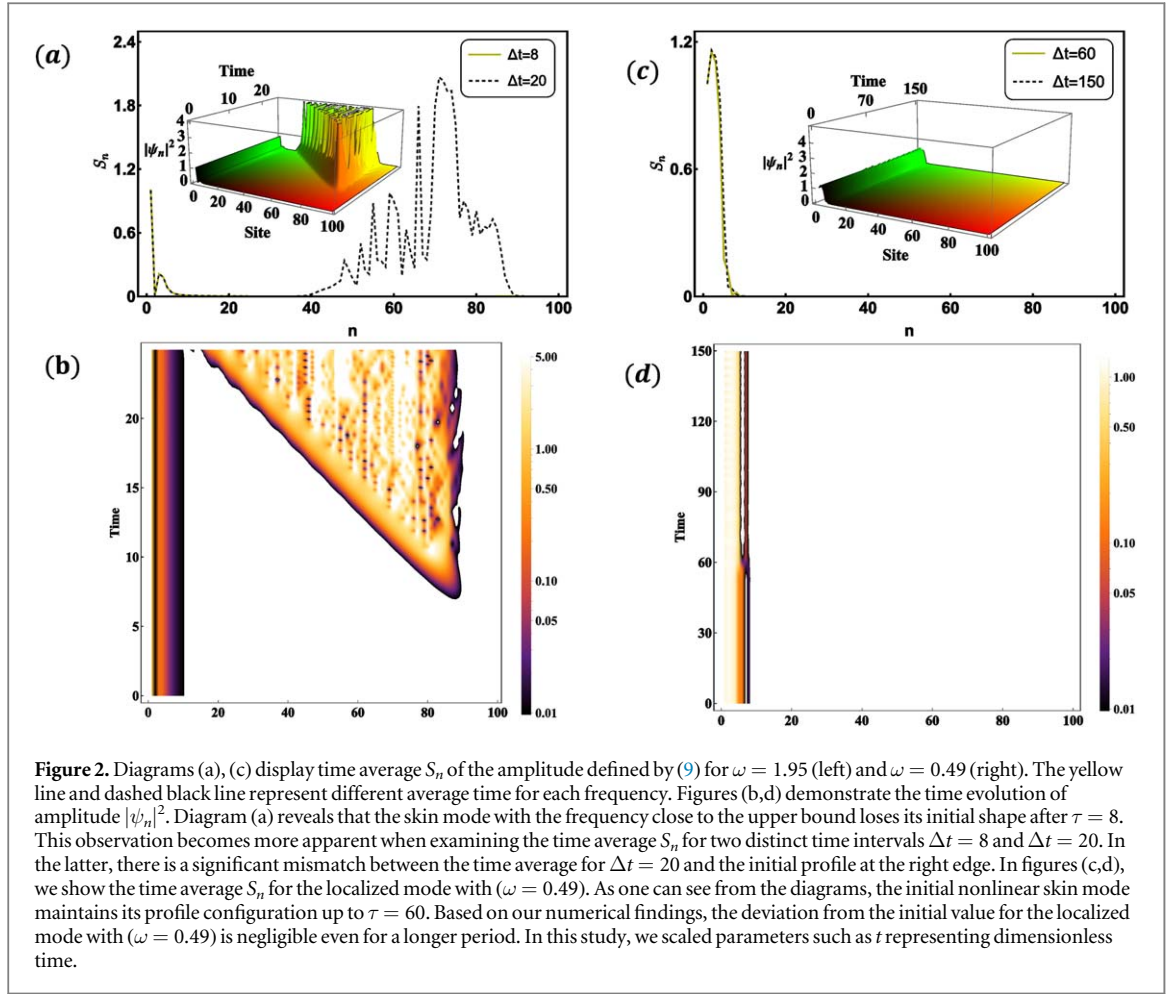 (a)
2.4
1.8
1.2
0.6
0
S_n
Δt=8
Δt=20
Time
0
10
20
4
3
2
1
0
|ψ_n|^2
0
20
40
60
80
100
Site
0
20
40
60
80
100
n
(c)
1.2
0.6
0
S_n
Δt=60
Δt=150
Time
0
70
150
4
3
2
1
0
|ψ_n|^2
0
20
40
60
80
100
Site
0
20
40
60
80
100
n
(b)
Time
20
15
10
5
0
0
20
40
60
80
100
5.00
1.00
0.50
0.10
0.05
0.01
(d)
Time
150
120
90
60
30
0
0
20
40
60
80
100
1.00
0.50
0.10
0.05
0.01
Figure 2. Diagrams (a), (c) display time average S_n of the amplitude defined by (9) for ω = 1.95 (left) and ω = 0.49 (right). The yellow
line and dashed black line represent different average time for each frequency. Figures (b,d) demonstrate the time evolution of
amplitude |ψ_n|^2. Diagram (a) reveals that the skin mode with the frequency close to the upper bound loses its initial shape after τ = 8.
This observation becomes more apparent when examining the time average S_n for two distinct time intervals Δt = 8 and Δt = 20. In
the latter, there is a significant mismatch between the time average for Δt = 20 and the initial profile at the right edge. In figures (c,d),
we show the time average S_n for the localized mode with (ω = 0.49). As one can see from the diagrams, the initial nonlinear skin mode
maintains its profile configuration up to τ = 60. Based on our numerical findings, the deviation from the initial value for the localized
mode with (ω = 0.49) is negligible even for a longer period. In this study, we scaled parameters such as t representing dimensionless
time.